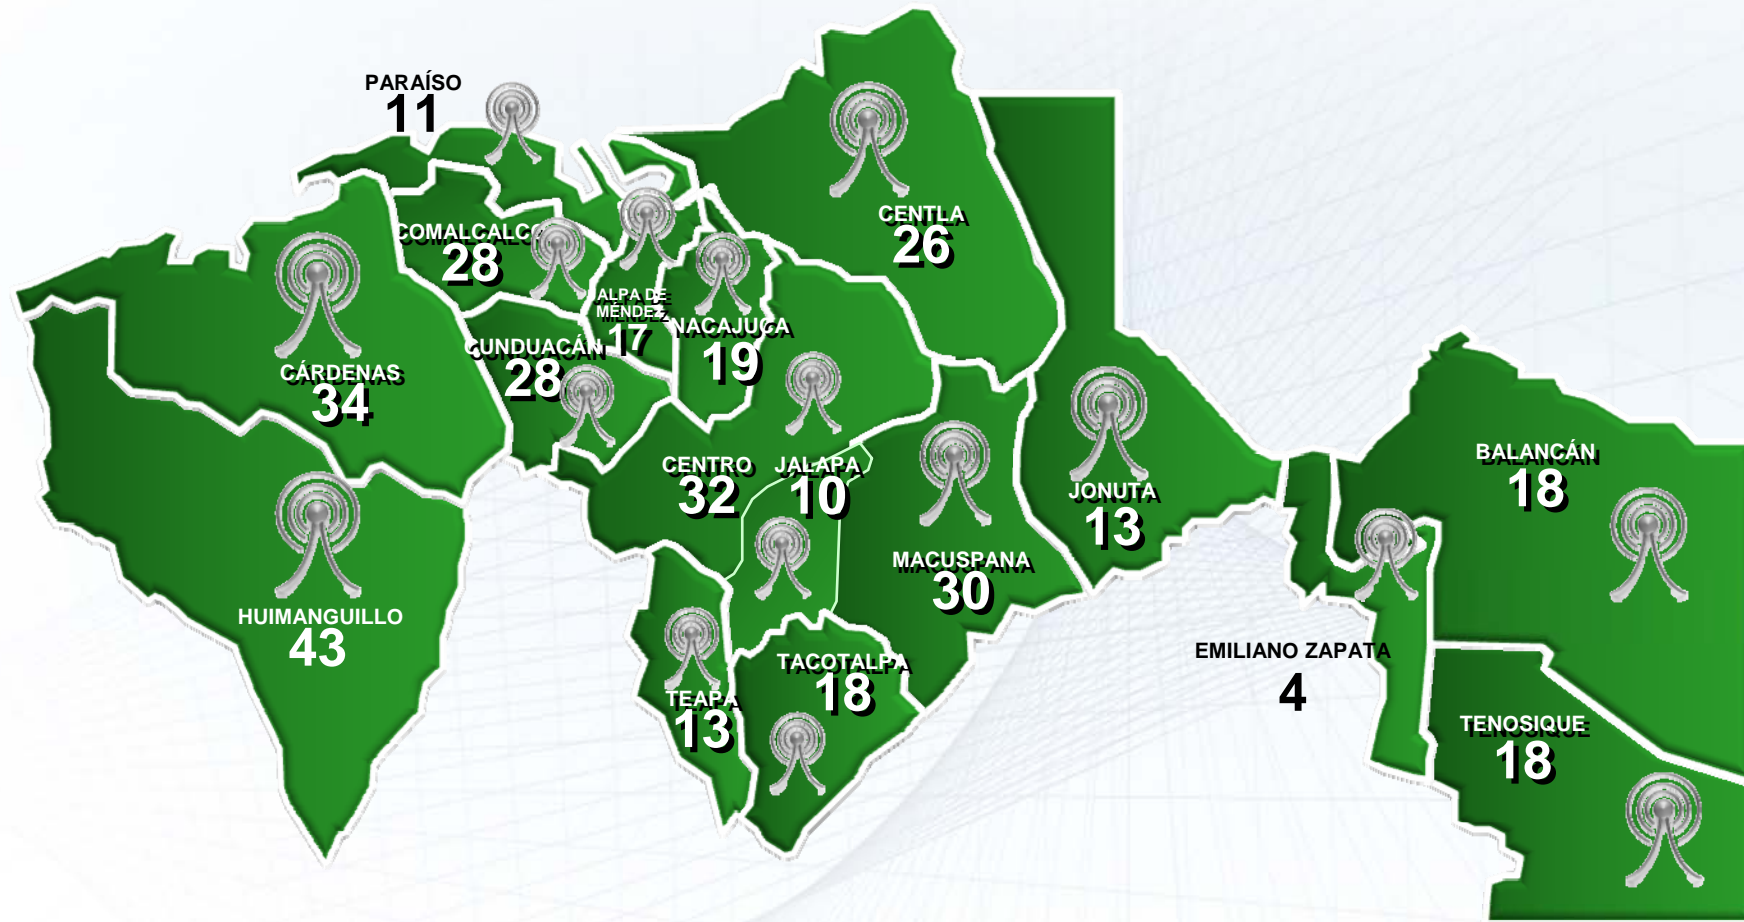 PARAÍSO
11
CENTLA
26
COMALCALCO
28
JALPA DE
MÉNDEZ
17
NACAJUCA
19
CUNDUACÁN
28
CÁRDENAS
34
CENTRO
32
JALAPA
10
JONUTA
13
BALANCÁN
18
MACUSPANA
30
HUIMANGUILLO
43
EMILIANO ZAPATA
4
TACOTALPA
18
TEAPA
13
TENOSIQUE
18